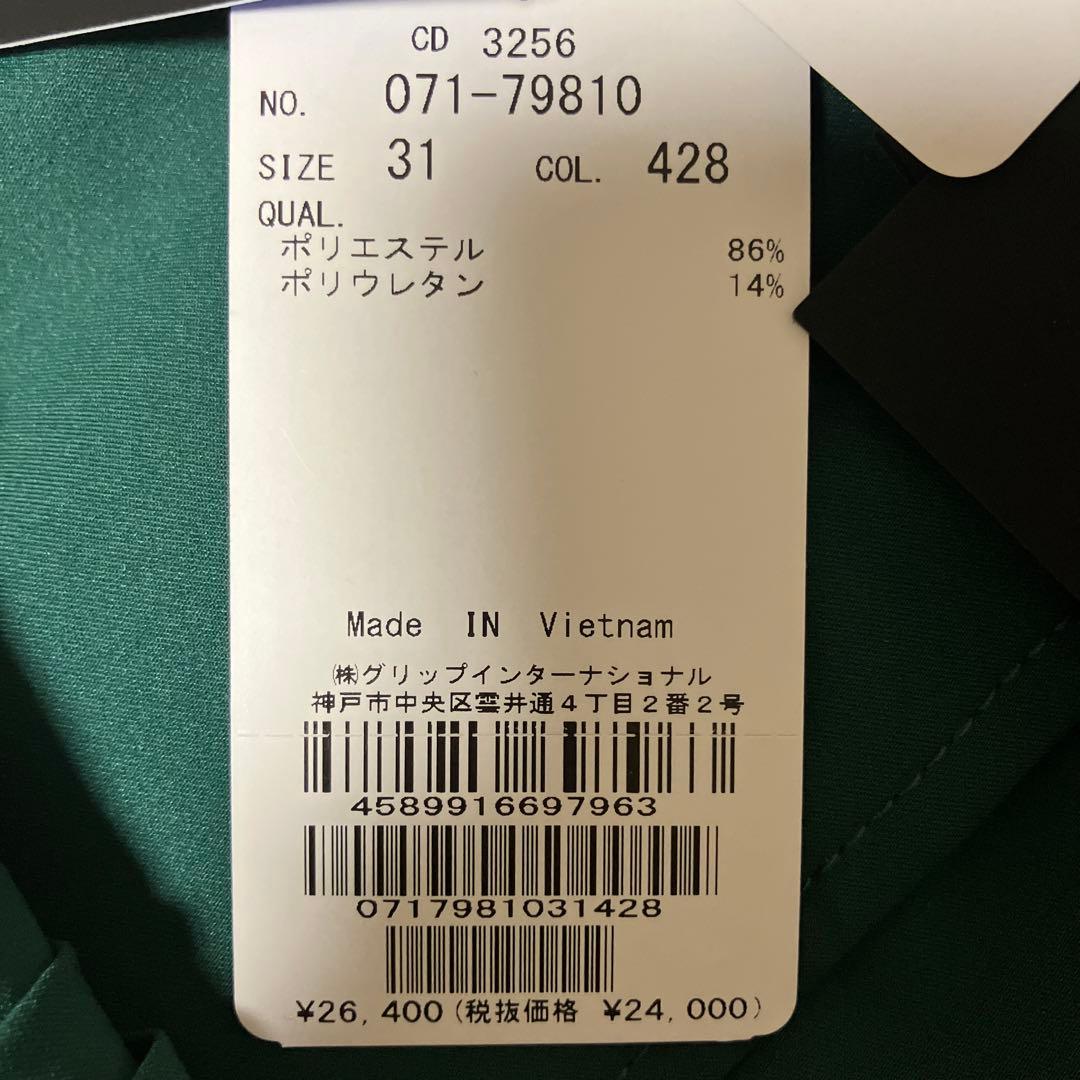 CD 3256
NO. 071-79810
SIZE 31 COL. 428
QUAL.
ポリエステル 86%
ポリウレタン 14%
Made IN Vietnam
㈱グリップインターナショナル
神戸市中央区雲井通4丁目2番2号
4589916697963
0717981031428
¥26,400(税抜価格 ¥24,000)